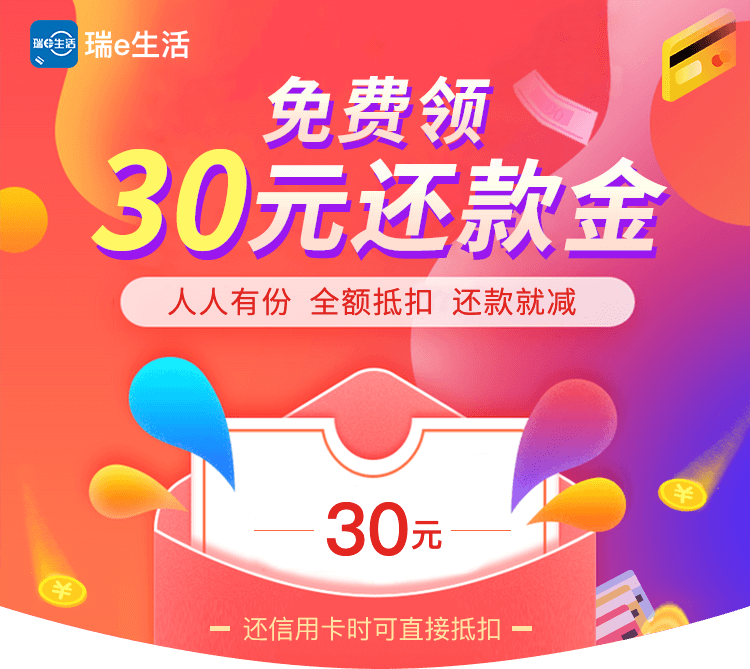 瑞e生活 瑞e生活
免费领
30元还款金
人人有份 全额抵扣 还款就减
30元
还信用卡时可直接抵扣